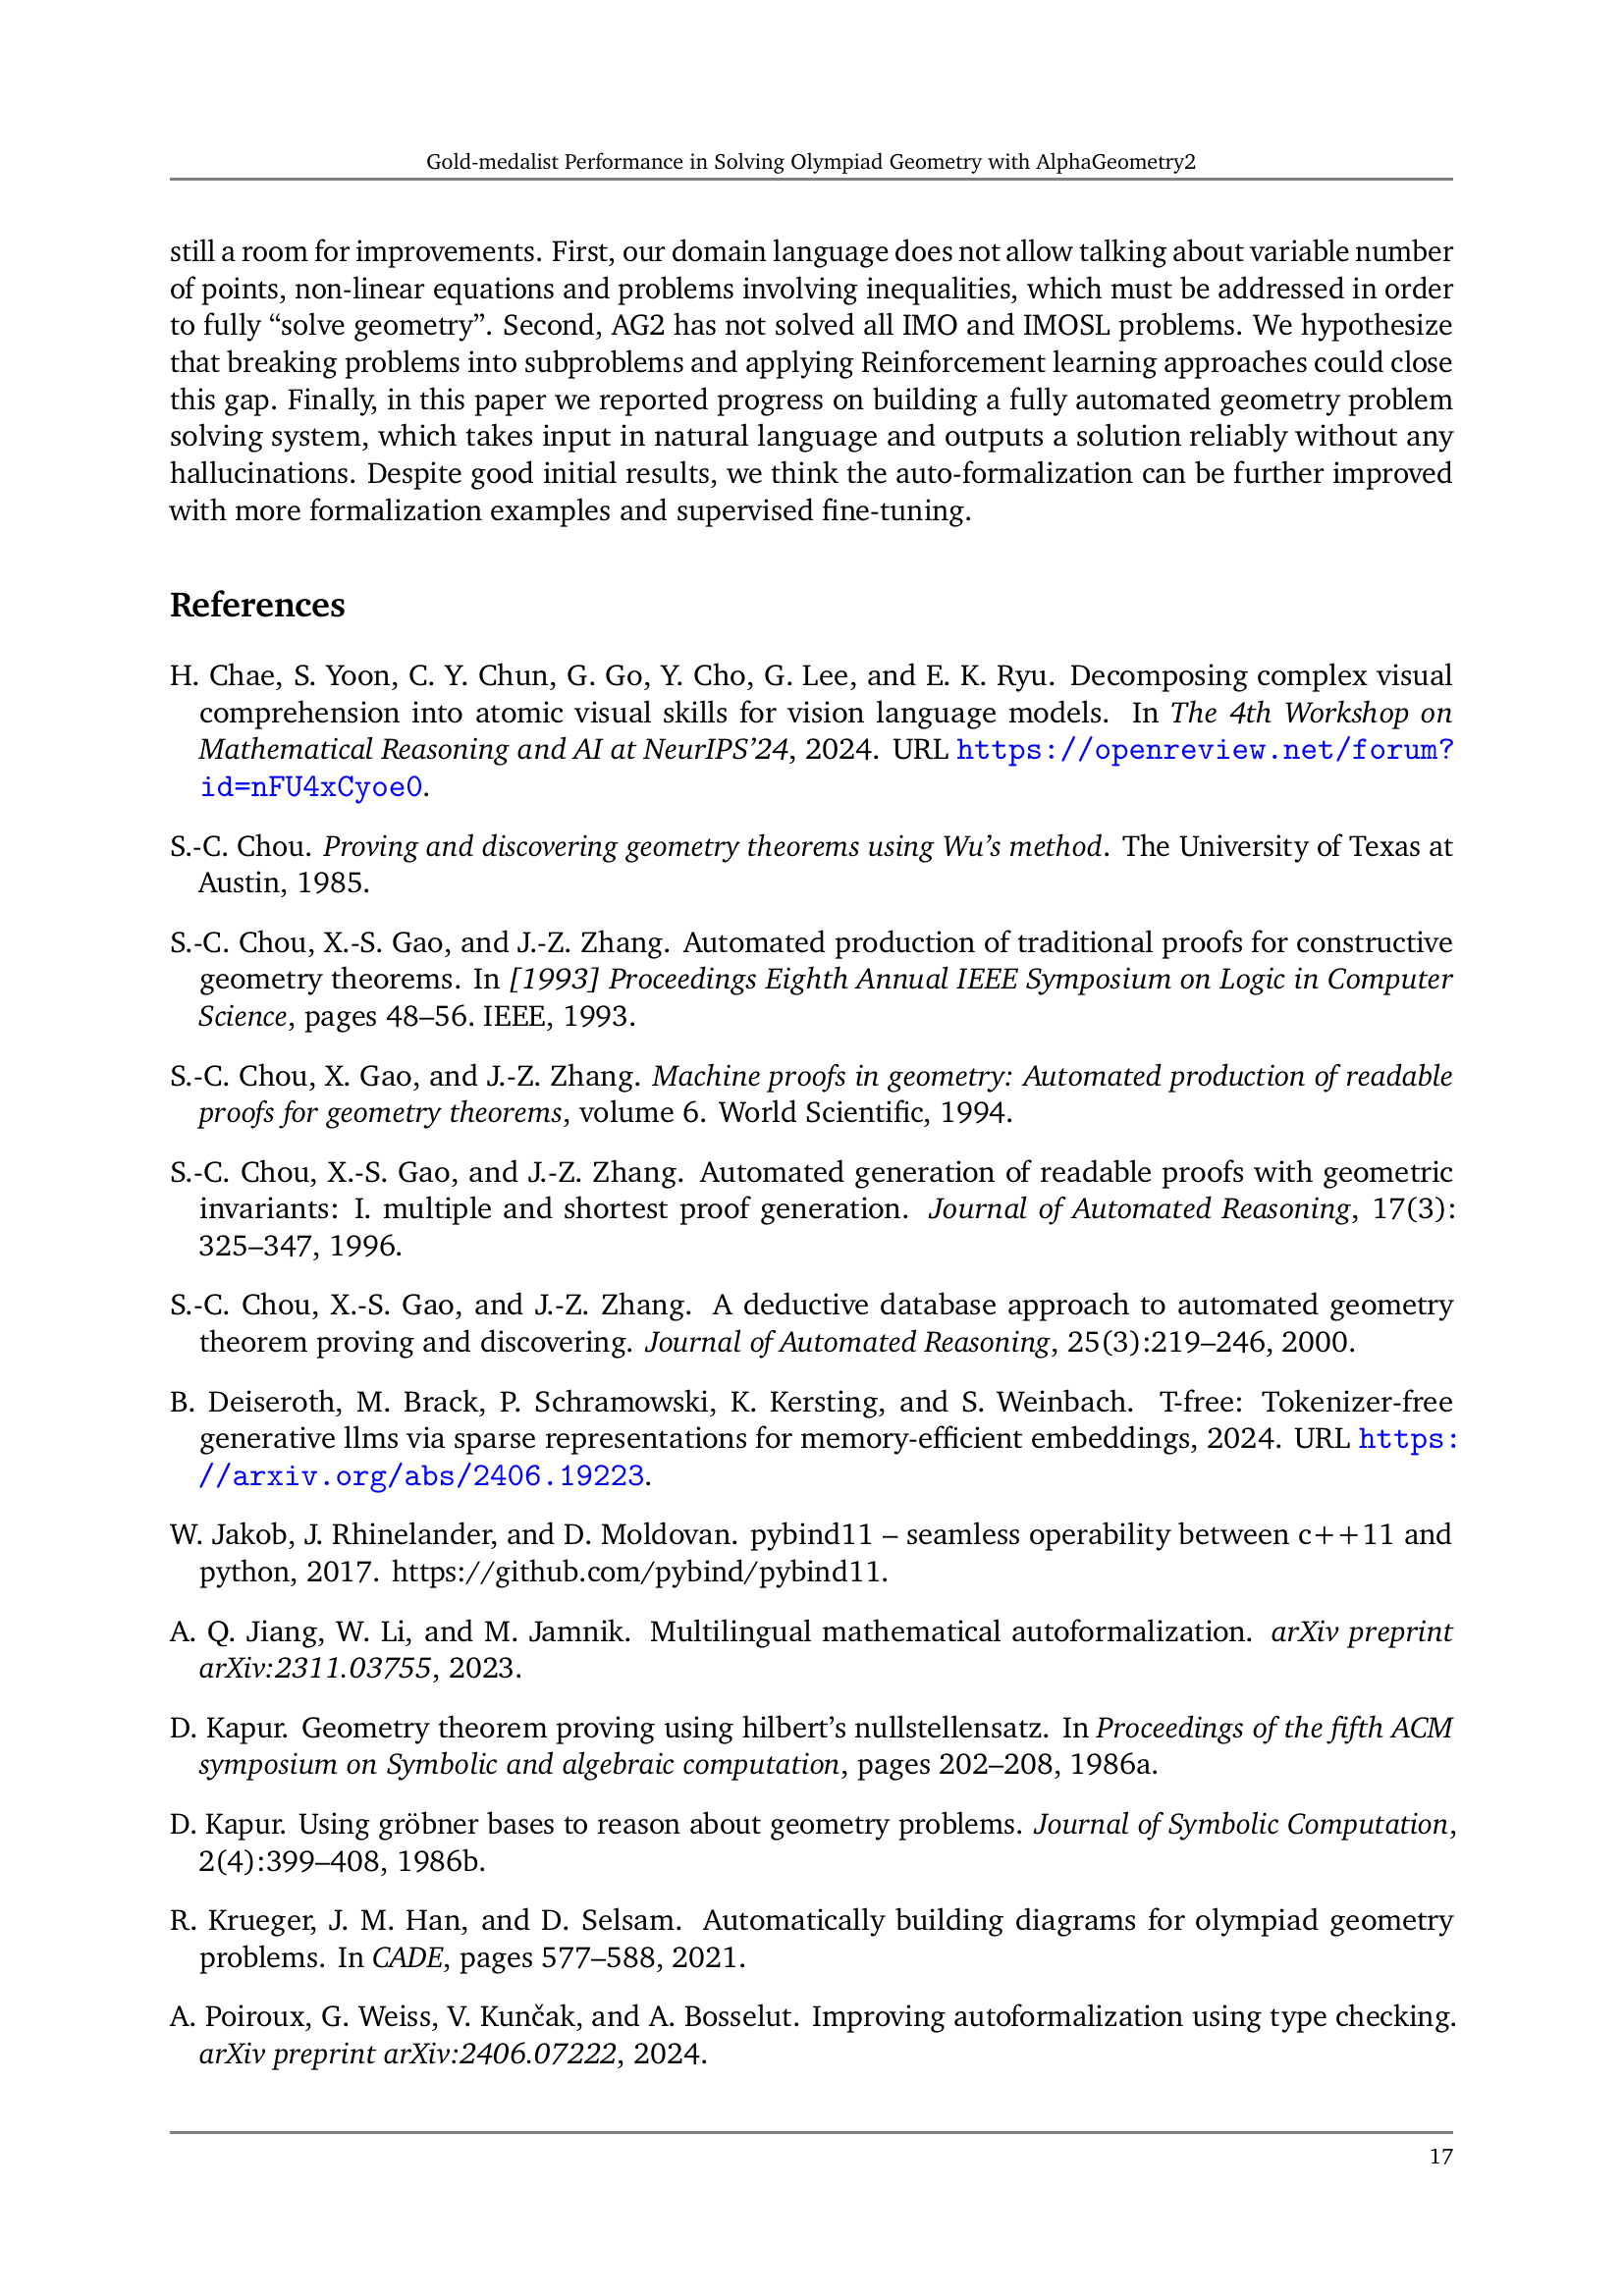 Gold-medalist Performance in Solving Olympiad Geometry with AlphaGeometry2
still a room for improvements. First, our domain language does not allow talking about variable number
of points, non-linear equations and problems involving inequalities, which must be addressed in order
to fully “solve geometry”. Second, AG2 has not solved all IMO and IMOSL problems. We hypothesize
that breaking problems into subproblems and applying Reinforcement learning approaches could close
this gap. Finally, in this paper we reported progress on building a fully automated geometry problem
solving system, which takes input in natural language and outputs a solution reliably without any
hallucinations. Despite good initial results, we think the auto-formalization can be further improved
with more formalization examples and supervised fine-tuning.
References
H. Chae, S. Yoon, C. Y. Chun, G. Go, Y. Cho, G. Lee, and E. K. Ryu. Decomposing complex visual
comprehension into atomic visual skills for vision language models. In The 4th Workshop on
Mathematical Reasoning and AI at NeurIPS’24, 2024. URL https://openreview.net/forum?
id=nFU4xCyoe0.
S.-C. Chou. Proving and discovering geometry theorems using Wu’s method. The University of Texas at
Austin, 1985.
S.-C. Chou, X.-S. Gao, and J.-Z. Zhang. Automated production of traditional proofs for constructive
geometry theorems. In [1993] Proceedings Eighth Annual IEEE Symposium on Logic in Computer
Science, pages 48–56. IEEE, 1993.
S.-C. Chou, X. Gao, and J.-Z. Zhang. Machine proofs in geometry: Automated production of readable
proofs for geometry theorems, volume 6. World Scientific, 1994.
S.-C. Chou, X.-S. Gao, and J.-Z. Zhang. Automated generation of readable proofs with geometric
invariants: I. multiple and shortest proof generation. Journal of Automated Reasoning, 17(3):
325–347, 1996.
S.-C. Chou, X.-S. Gao, and J.-Z. Zhang. A deductive database approach to automated geometry
theorem proving and discovering. Journal of Automated Reasoning, 25(3):219–246, 2000.
B. Deiseroth, M. Brack, P. Schramowski, K. Kersting, and S. Weinbach. T-free: Tokenizer-free
generative llms via sparse representations for memory-efficient embeddings, 2024. URL https:
//arxiv.org/abs/2406.19223.
W. Jakob, J. Rhinelander, and D. Moldovan. pybind11 – seamless operability between c++11 and
python, 2017. https://github.com/pybind/pybind11.
A. Q. Jiang, W. Li, and M. Jamnik. Multilingual mathematical autoformalization. arXiv preprint
arXiv:2311.03755, 2023.
D. Kapur. Geometry theorem proving using hilbert’s nullstellensatz. In Proceedings of the fifth ACM
symposium on Symbolic and algebraic computation, pages 202–208, 1986a.
D. Kapur. Using gröbner bases to reason about geometry problems. Journal of Symbolic Computation,
2(4):399–408, 1986b.
R. Krueger, J. M. Han, and D. Selsam. Automatically building diagrams for olympiad geometry
problems. In CADE, pages 577–588, 2021.
A. Poiroux, G. Weiss, V. Kunčak, and A. Bosselut. Improving autoformalization using type checking.
arXiv preprint arXiv:2406.07222, 2024.
17